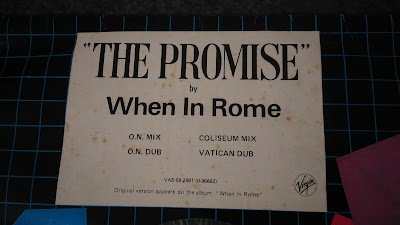 "THE PROMISE"
by
When In Rome
O.N. MIX COLISEUM MIX
O.N. DUB VATICAN DUB
Original version appears on the album "When In Rome"
Virgin